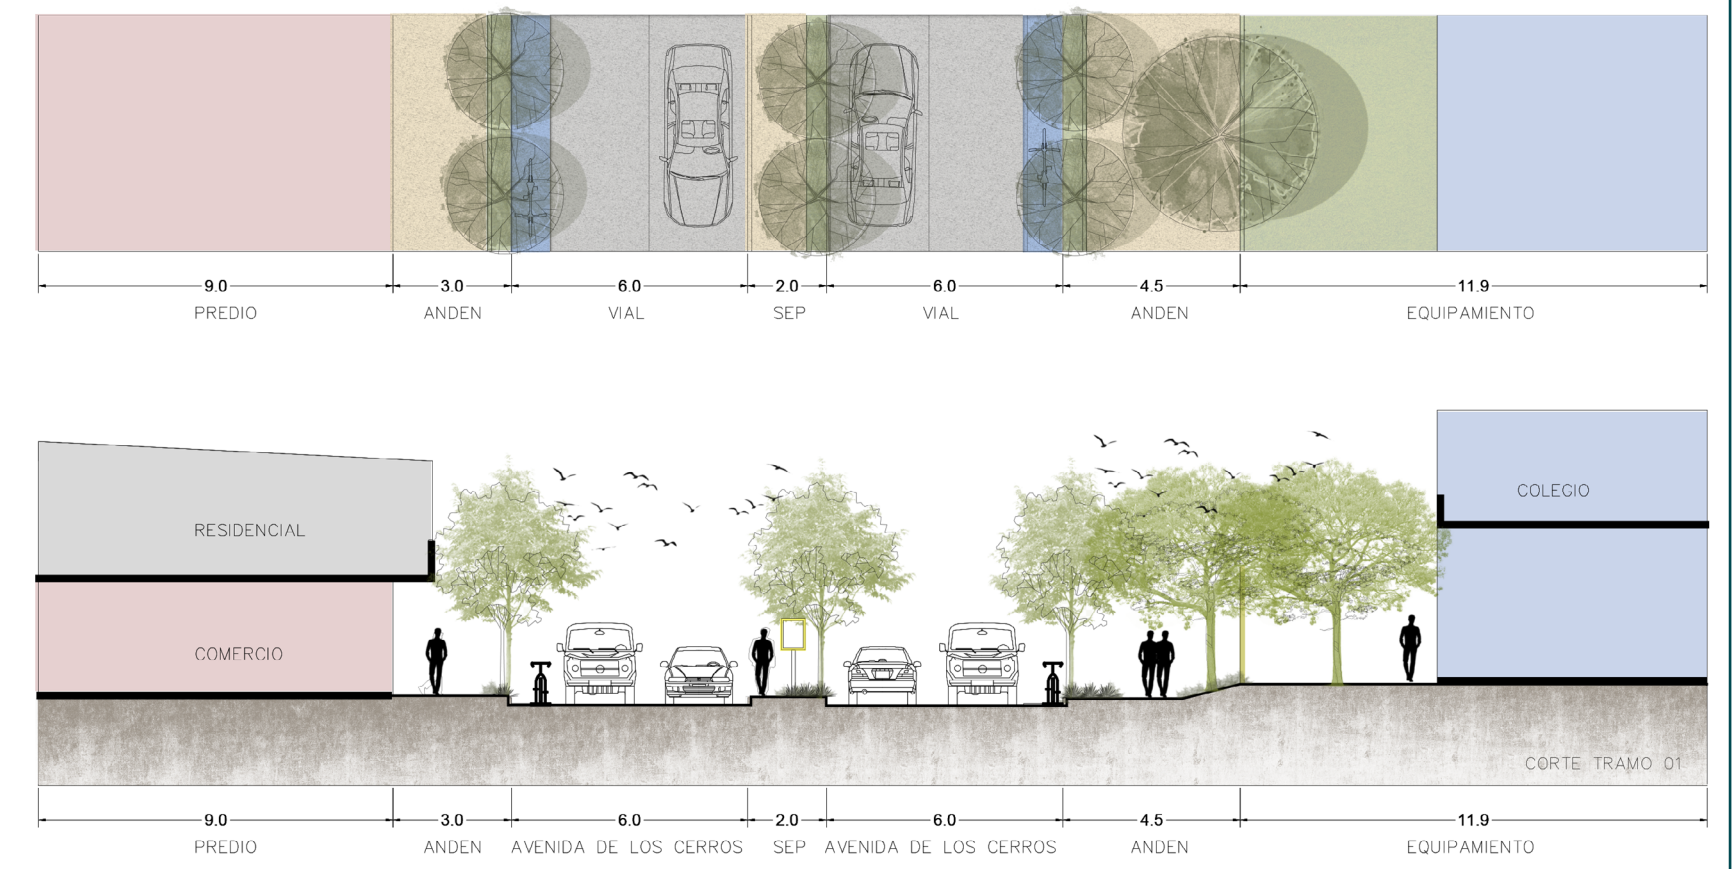 9.0 3.0 6.0 2.0 6.0 4.5 11.9
PREDIO ANDEN VIAL SEP VIAL ANDEN EQUIPAMIENTO
COLEGIO
RESIDENCIAL
COMERCIO
CORTE TRAMO 01
9.0 3.0 6.0 2.0 6.0 4.5 11.9
PREDIO ANDEN AVENIDA DE LOS CERROS SEP AVENIDA DE LOS CERROS ANDEN EQUIPAMIENTO